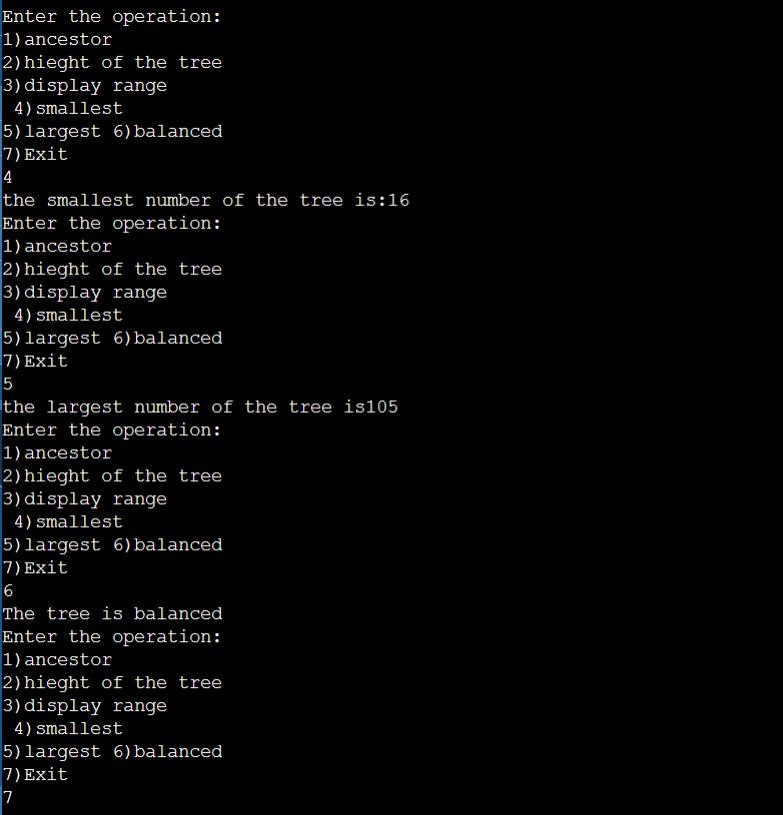 Enter the operation:
1)ancestor
2)hieght of the tree
3)display range
 4)smallest
5)largest 6)balanced
7)Exit
4
the smallest number of the tree is:16
Enter the operation:
1)ancestor
2)hieght of the tree
3)display range
 4)smallest
5)largest 6)balanced
7)Exit
5
the largest number of the tree is105
Enter the operation:
1)ancestor
2)hieght of the tree
3)display range
 4)smallest
5)largest 6)balanced
7)Exit
6
The tree is balanced
Enter the operation:
1)ancestor
2)hieght of the tree
3)display range
 4)smallest
5)largest 6)balanced
7)Exit
7